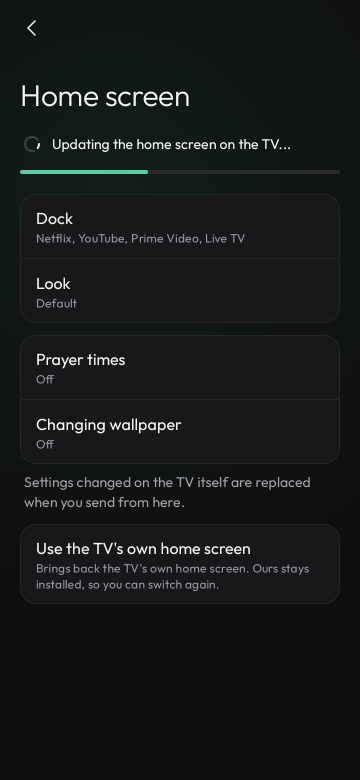 Home screen
Updating the home screen on the TV...
Dock
Netflix, YouTube, Prime Video, Live TV
Look
Default
Prayer times
Off
Changing wallpaper
Off
Settings changed on the TV itself are replaced
when you send from here.
Use the TV's own home screen
Brings back the TV's own home screen. Ours stays
installed, so you can switch again.